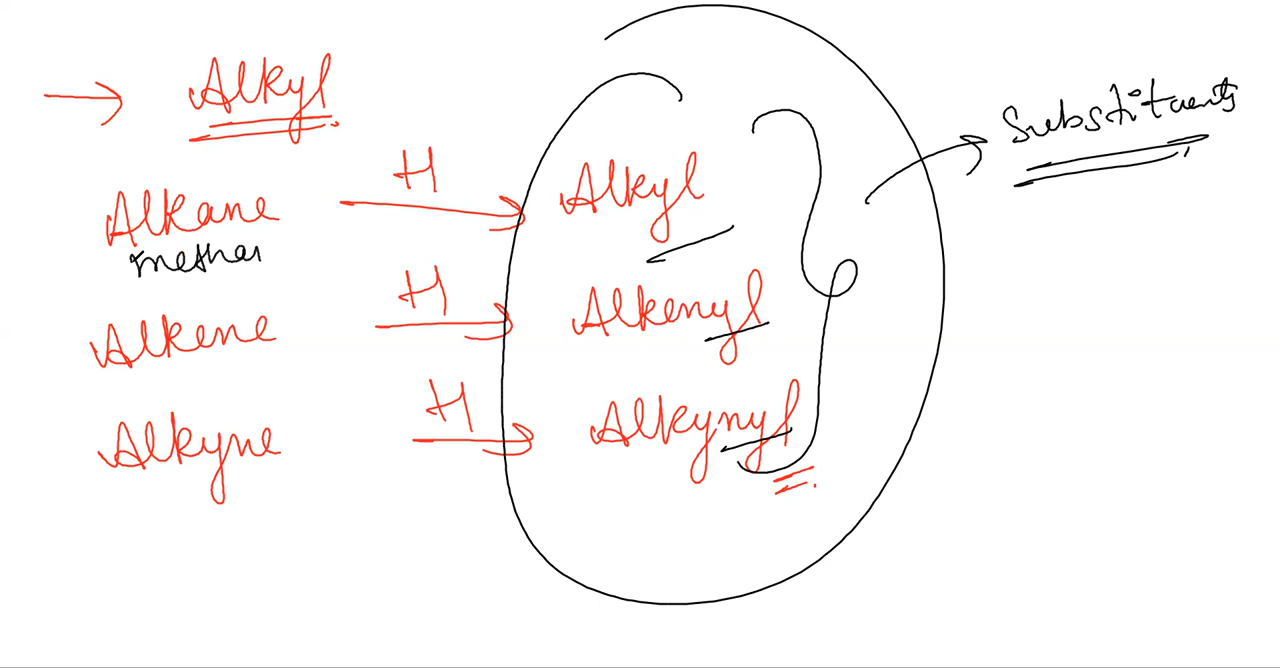 → Alkyl
Substituents
Alkane H → Alkyl
methan
Alkene H → Alkenyl
Alkyne H → Alkynyl